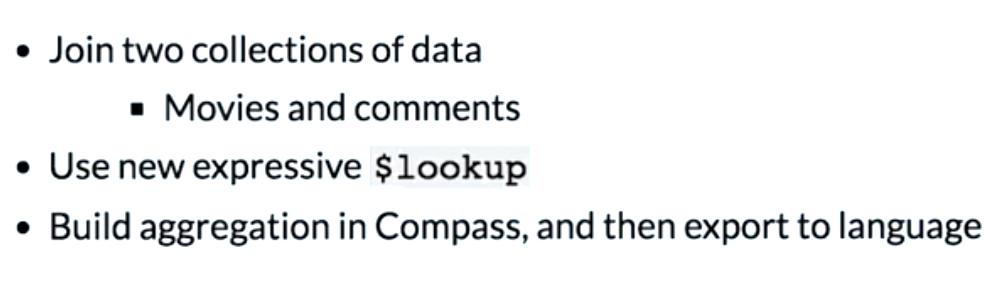 • Join two collections of data
▪ Movies and comments
• Use new expressive $lookup
• Build aggregation in Compass, and then export to language